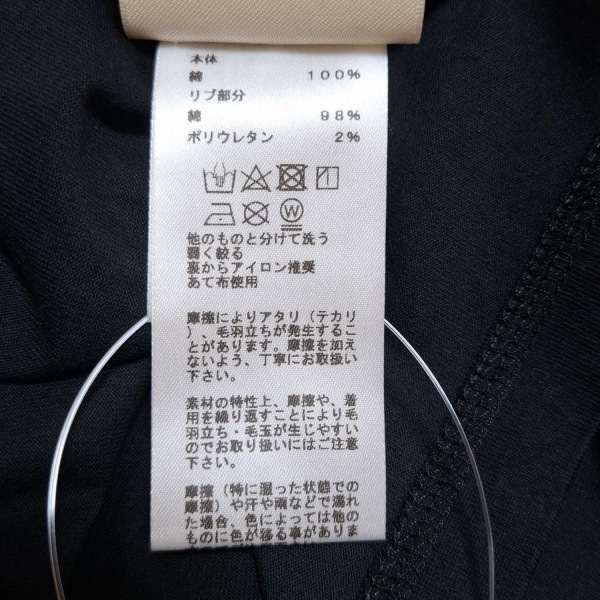 本体
綿 100%
リブ部分
綿 98%
ポリウレタン 2%
W
他のものと分けて洗う
弱く絞る
裏からアイロン推奨
あて布使用
摩擦によりアタリ(テカリ
)、毛羽立ちが発生するこ
とがあります。摩擦を加え
ないよう、丁寧にお取扱い
下さい。
素材の特性上、摩擦や、着
用を繰り返すことにより毛
羽立ち・毛玉が生じやすい
のでお取り扱いにはご注意
下さい。
摩擦(特に湿った状態での
摩擦)や汗や雨などで濡れ
た場合、色によっては他の
ものに色が移る事がありま